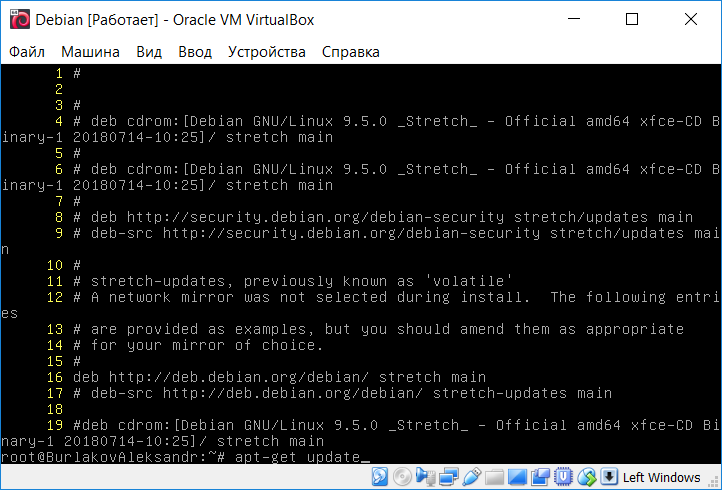 Debian [Работает] - Oracle VM VirtualBox
Файл Машина Вид Ввод Устройства Справка
1 #
2
3 #
4 # deb cdrom:[Debian GNU/Linux 9.5.0 _Stretch_ - Official amd64 xfce-CD B
inary-1 20180714-10:25]/ stretch main
5 #
6 # deb cdrom:[Debian GNU/Linux 9.5.0 _Stretch_ - Official amd64 xfce-CD B
inary-1 20180714-10:25]/ stretch main
7 #
8 # deb http://security.debian.org/debian-security stretch/updates main
9 # deb-src http://security.debian.org/debian-security stretch/updates mai
n
10 #
11 # stretch-updates, previously known as 'volatile'
12 # A network mirror was not selected during install.  The following entri
es
13 # are provided as examples, but you should amend them as appropriate
14 # for your mirror of choice.
15 #
16 deb http://deb.debian.org/debian/ stretch main
17 # deb-src http://deb.debian.org/debian/ stretch-updates main
18
19 #deb cdrom:[Debian GNU/Linux 9.5.0 _Stretch_ - Official amd64 xfce-CD Bi
nary-1 20180714-10:25]/ stretch main
root@BurlakovAleksandr:~# apt-get update_
Left Windows